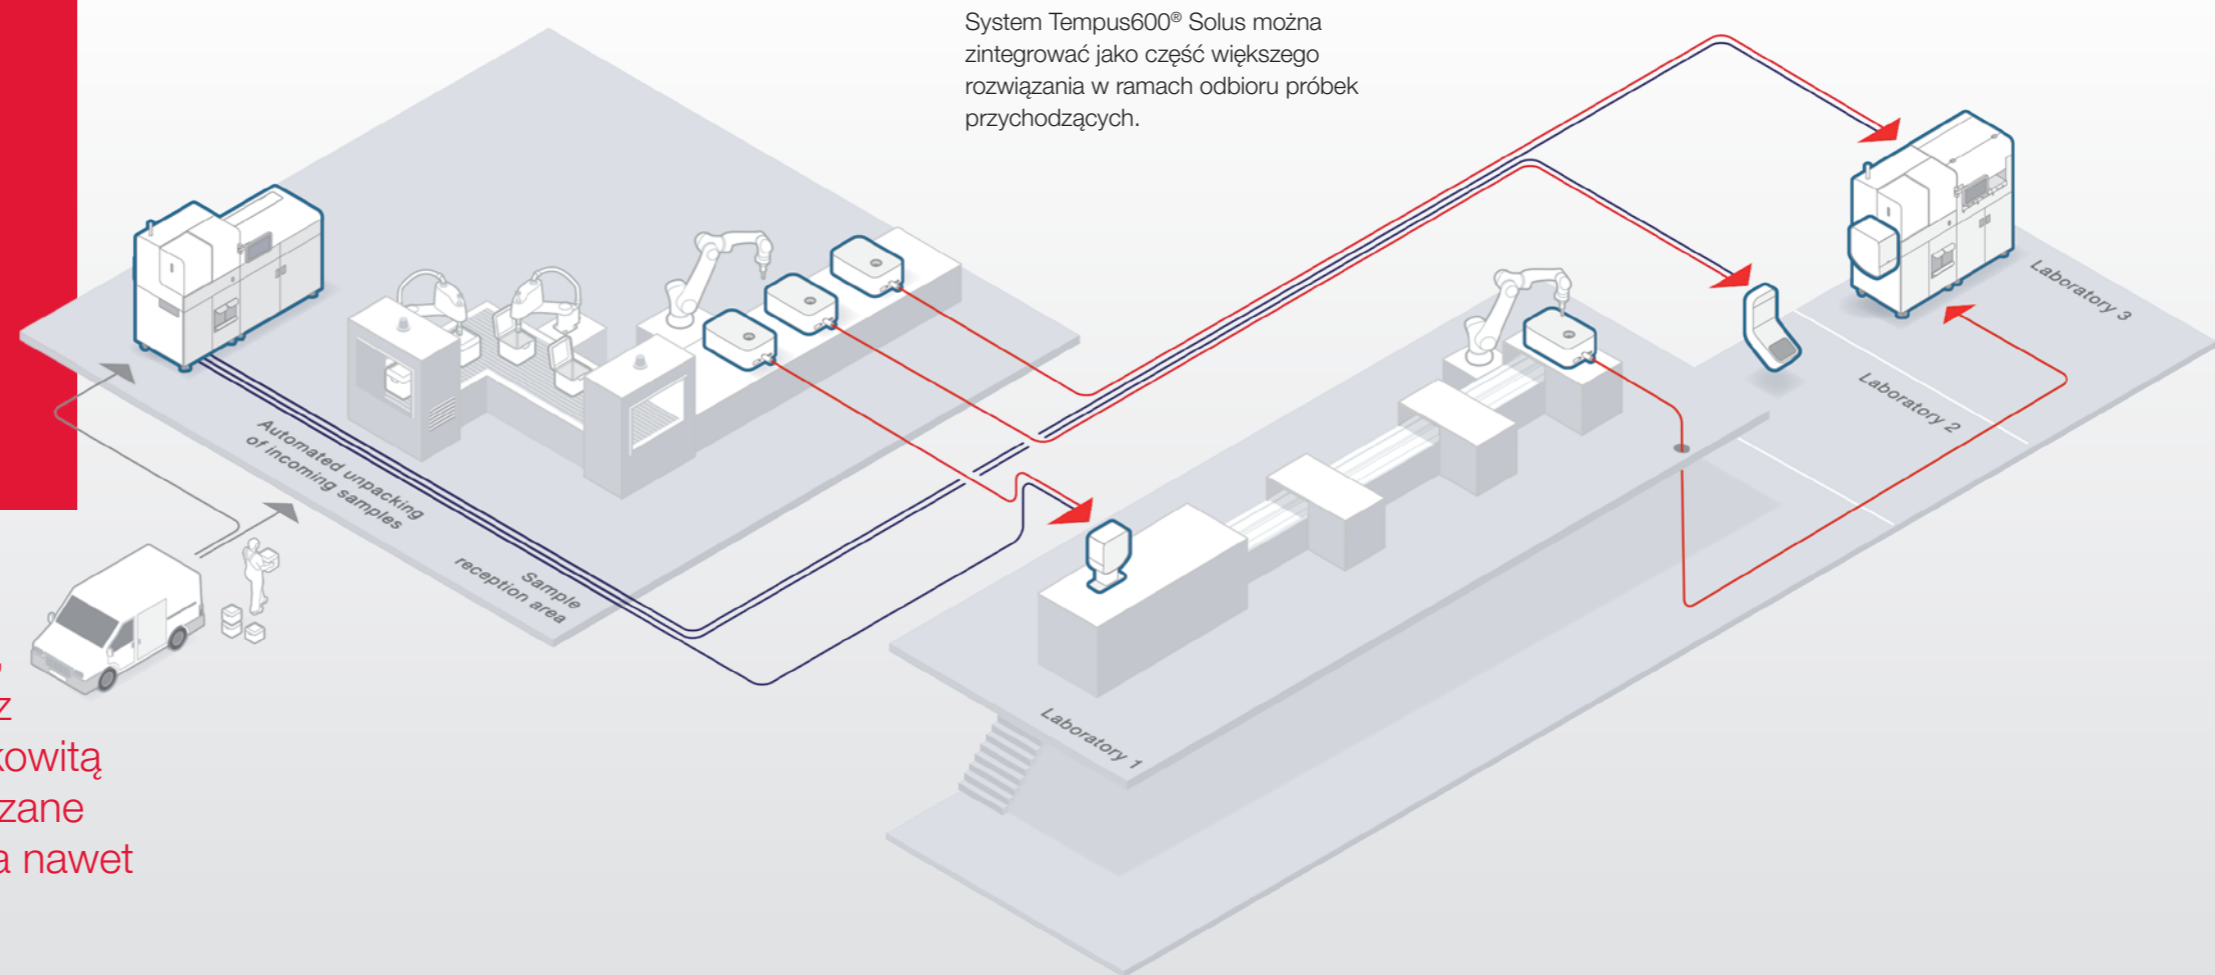 System Tempus600® Solus można
zintegrować jako część większego
rozwiązania w ramach odbioru próbek
przychodzących.
Laboratory 3
Laboratory 2
Automated unpacking
of incoming samples
Sample
reception area
Laboratory 1
z
kowitą
zane
a nawet